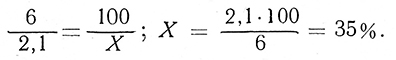 6/2,1 = 100/X; X = 2,1·100/6 = 35%.